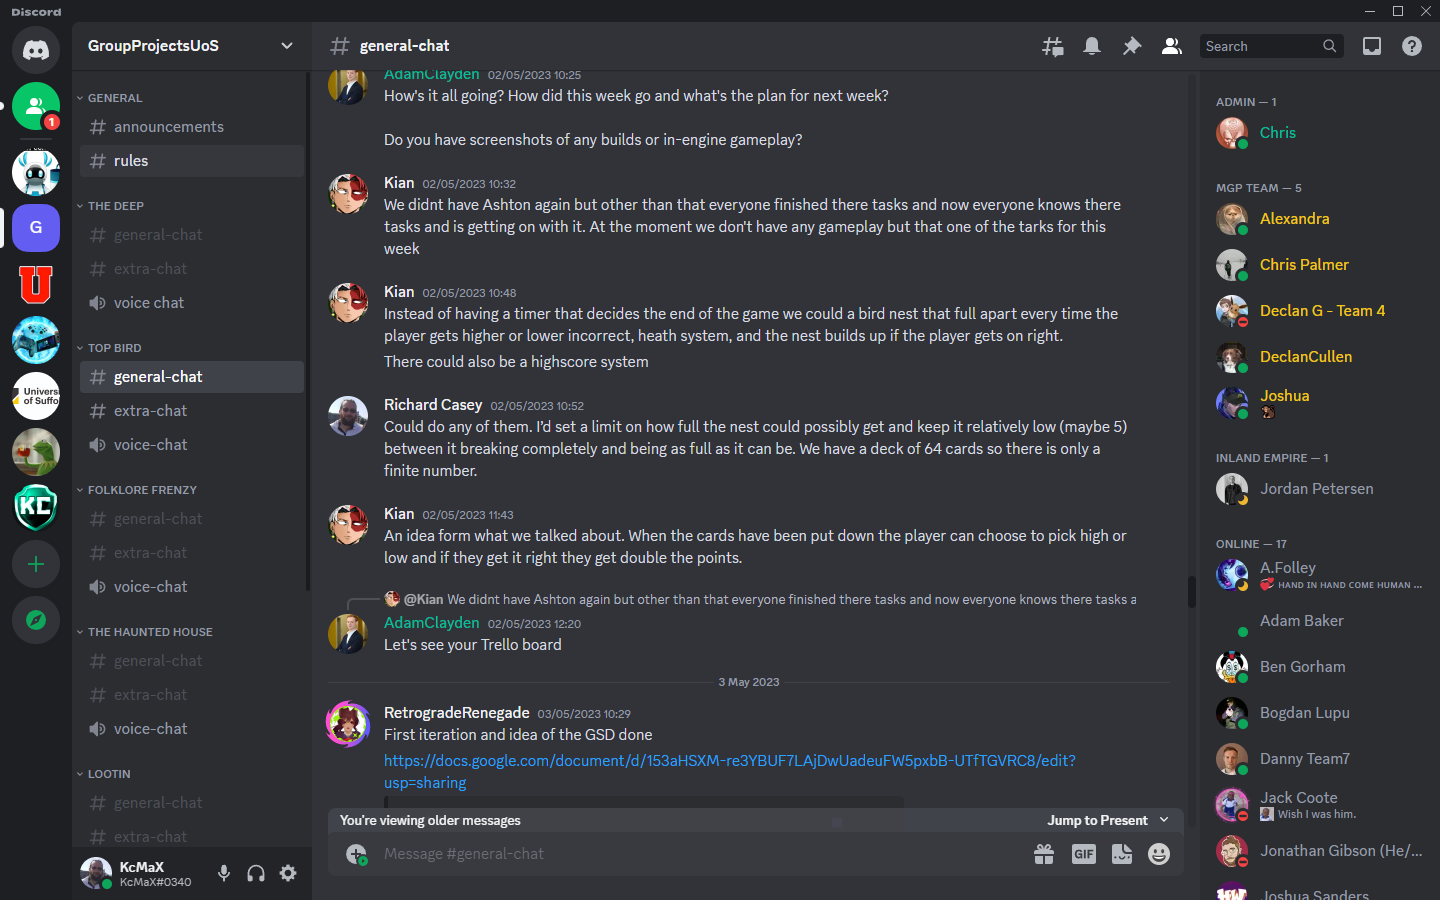 Discord
GroupProjectsUoS
GENERAL
announcements
rules
THE DEEP
general-chat
extra-chat
voice chat
TOP BIRD
general-chat
extra-chat
voice-chat
FOLKLORE FRENZY
general-chat
extra-chat
voice-chat
THE HAUNTED HOUSE
general-chat
extra-chat
voice-chat
LOOTIN
general-chat
extra-chat
1
G
U
Univers
of Suffo
KC
KcMaX
KcMaX#0340
general-chat
Search
AdamClayden 02/05/2023 10:25
How's it all going? How did this week go and what's the plan for next week?
Do you have screenshots of any builds or in-engine gameplay?
Kian 02/05/2023 10:32
We didnt have Ashton again but other than that everyone finished there tasks and now everyone knows there
tasks and is getting on with it. At the moment we don't have any gameplay but that one of the tarks for this
week
Kian 02/05/2023 10:48
Instead of having a timer that decides the end of the game we could a bird nest that full apart every time the
player gets higher or lower incorrect, heath system, and the nest builds up if the player gets on right.
There could also be a highscore system
Richard Casey 02/05/2023 10:52
Could do any of them. I'd set a limit on how full the nest could possibly get and keep it relatively low (maybe 5)
between it breaking completely and being as full as it can be. We have a deck of 64 cards so there is only a
finite number.
Kian 02/05/2023 11:43
An idea form what we talked about. When the cards have been put down the player can choose to pick high or
low and if they get it right they get double the points.
@Kian We didnt have Ashton again but other than that everyone finished there tasks and now everyone knows there tasks a
AdamClayden 02/05/2023 12:20
Let's see your Trello board
3 May 2023
RetrogradeRenegade 03/05/2023 10:29
First iteration and idea of the GSD done
https://docs.google.com/document/d/153aHSXM-re3YBUF7LAjDwUadeuFW5pxbB-UTfTGVRC8/edit?
usp=sharing
You're viewing older messages
Jump to Present
Message #general-chat
GIF
ADMIN — 1
Chris
MGP TEAM — 5
Alexandra
Chris Palmer
Declan G - Team 4
DeclanCullen
Joshua
INLAND EMPIRE — 1
Jordan Petersen
ONLINE — 17
A.Folley
HAND IN HAND COME HUMAN ...
Adam Baker
Ben Gorham
Bogdan Lupu
Danny Team7
Jack Coote
Wish I was him.
Jonathan Gibson (He/...
Joshua Sanders